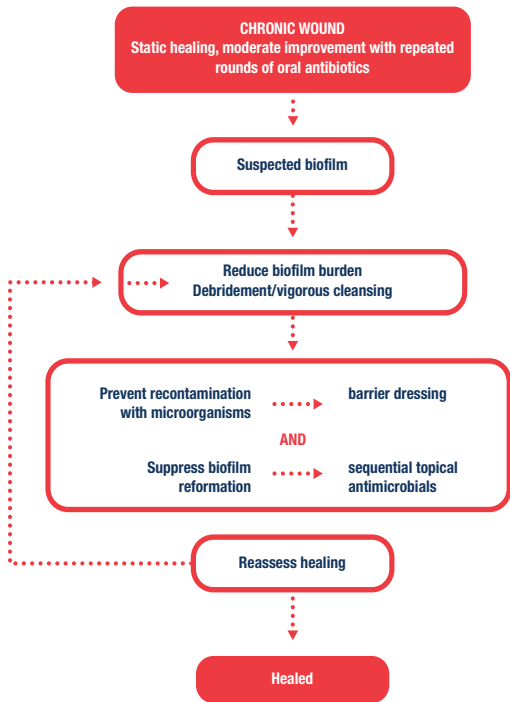 CHRONIC WOUND
Static healing, moderate improvement with repeated
rounds of oral antibiotics
Suspected biofilm
Reduce biofilm burden
Debridement/vigorous cleansing
Prevent recontamination
with microorganisms
barrier dressing
AND
Suppress biofilm
reformation
sequential topical
antimicrobials
Reassess healing
Healed